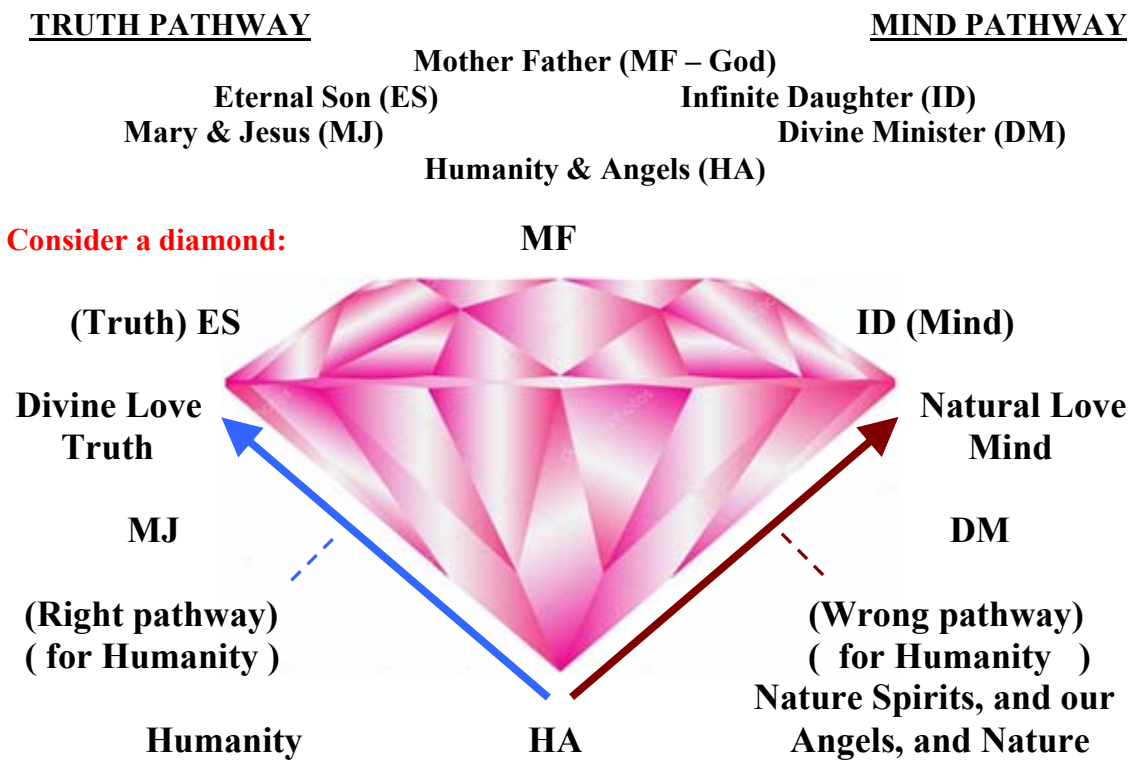 TRUTH PATHWAY MIND PATHWAY
Mother Father (MF – God)
Eternal Son (ES) Infinite Daughter (ID)
Mary & Jesus (MJ) Divine Minister (DM)
Humanity & Angels (HA)
Consider a diamond: MF
(Truth) ES ID (Mind)
Divine Love Natural Love
Truth Mind
MJ DM
(Right pathway) (Wrong pathway)
( for Humanity ) ( for Humanity )
Nature Spirits, and our
Humanity HA Angels, and Nature